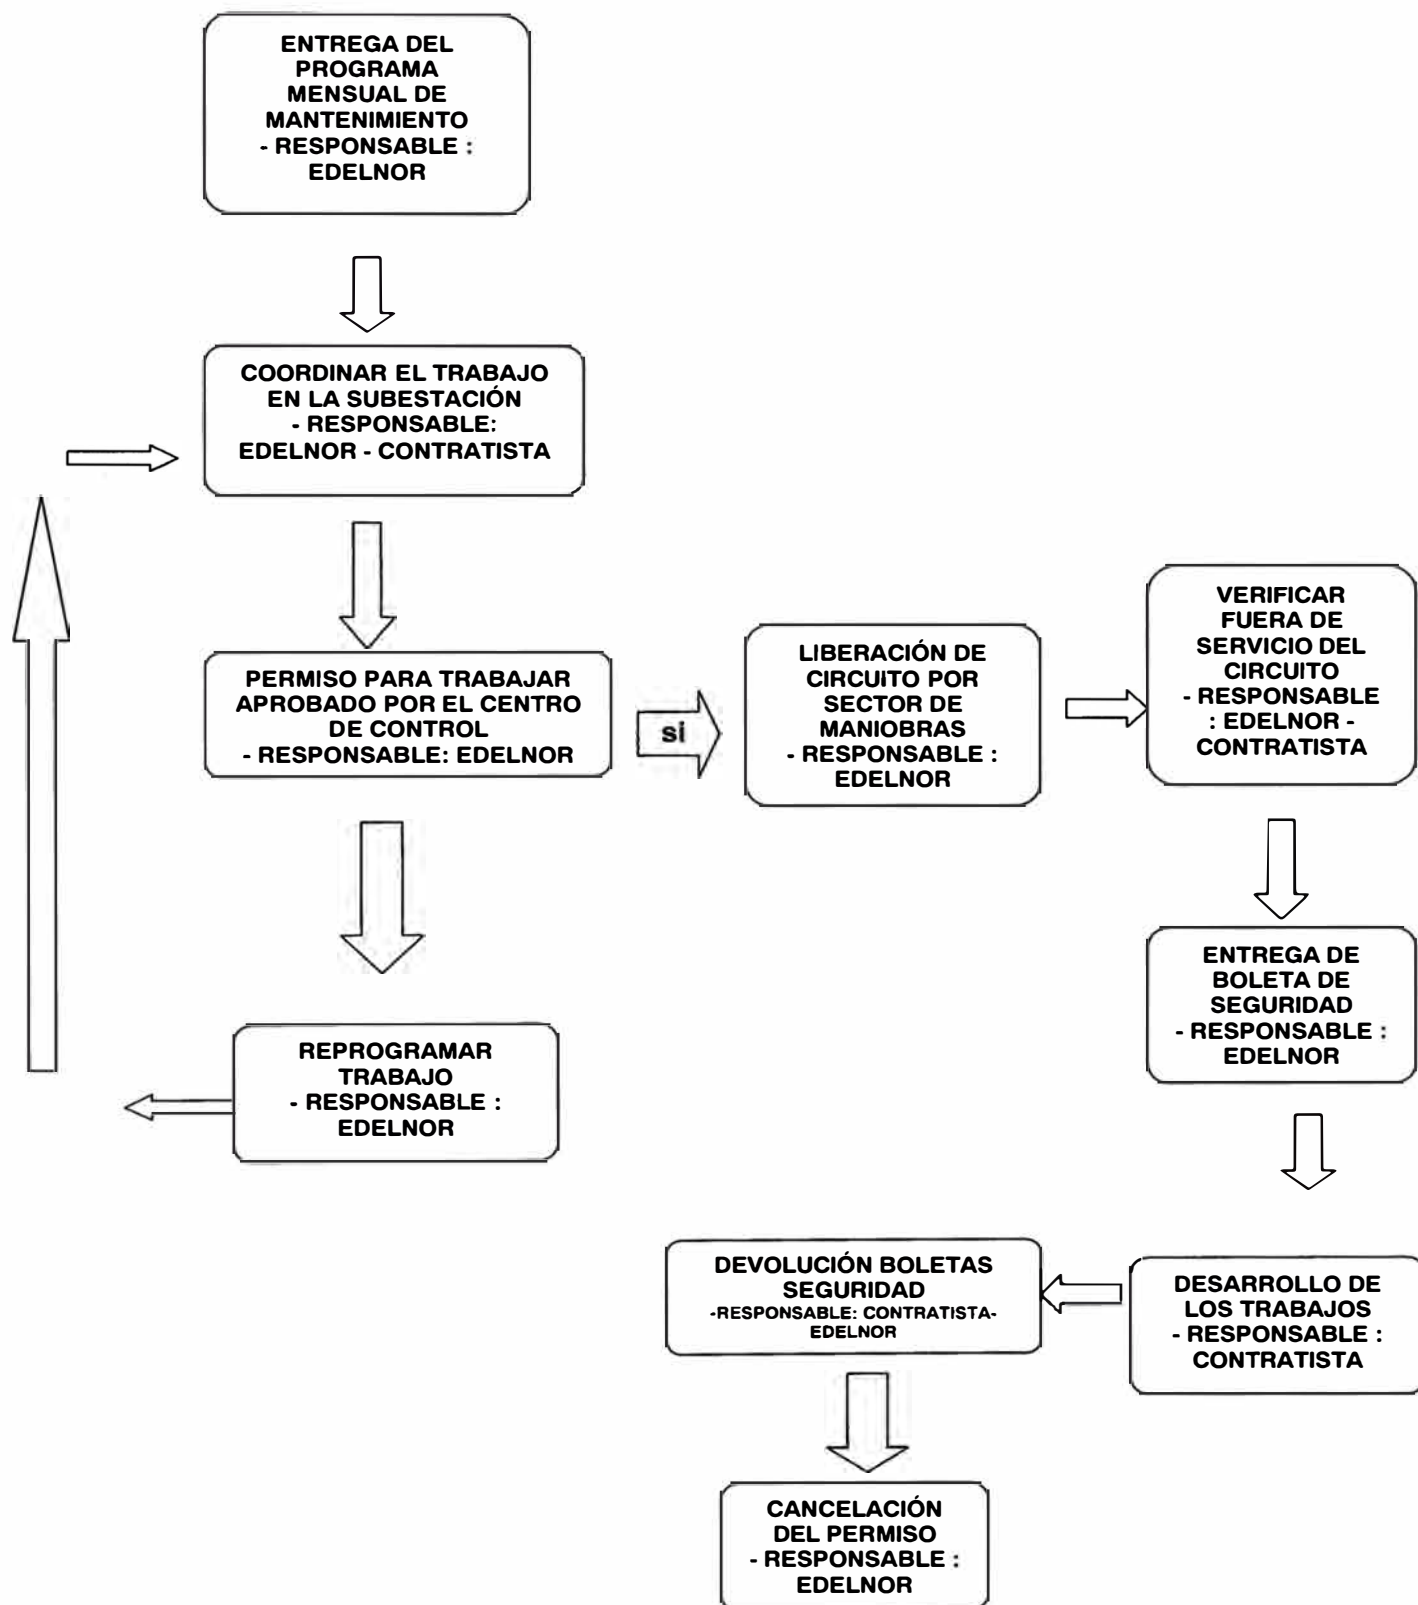 ENTREGA DEL
PROGRAMA
MENSUAL DE
MANTENIMIENTO
- RESPONSABLE :
EDELNOR
COORDINAR EL TRABAJO
EN LA SUBESTACIÓN
- RESPONSABLE:
EDELNOR - CONTRATISTA
PERMISO PARA TRABAJAR
APROBADO POR EL CENTRO
DE CONTROL
- RESPONSABLE: EDELNOR
si
LIBERACIÓN DE
CIRCUITO POR
SECTOR DE
MANIOBRAS
- RESPONSABLE :
EDELNOR
VERIFICAR
FUERA DE
SERVICIO DEL
CIRCUITO
- RESPONSABLE
: EDELNOR -
CONTRATISTA
ENTREGA DE
BOLETA DE
SEGURIDAD
- RESPONSABLE :
EDELNOR
REPROGRAMAR
TRABAJO
- RESPONSABLE :
EDELNOR
DESARROLLO DE
LOS TRABAJOS
- RESPONSABLE :
CONTRATISTA
DEVOLUCIÓN BOLETAS
SEGURIDAD
-RESPONSABLE: CONTRATISTA-
EDELNOR
CANCELACIÓN
DEL PERMISO
- RESPONSABLE :
EDELNOR